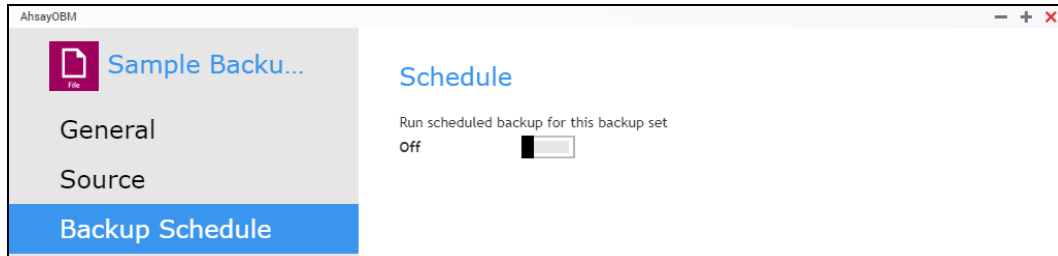 AhsayOBM
File
Sample Backu...
General
Source
Backup Schedule
Schedule
Run scheduled backup for this backup set
Off